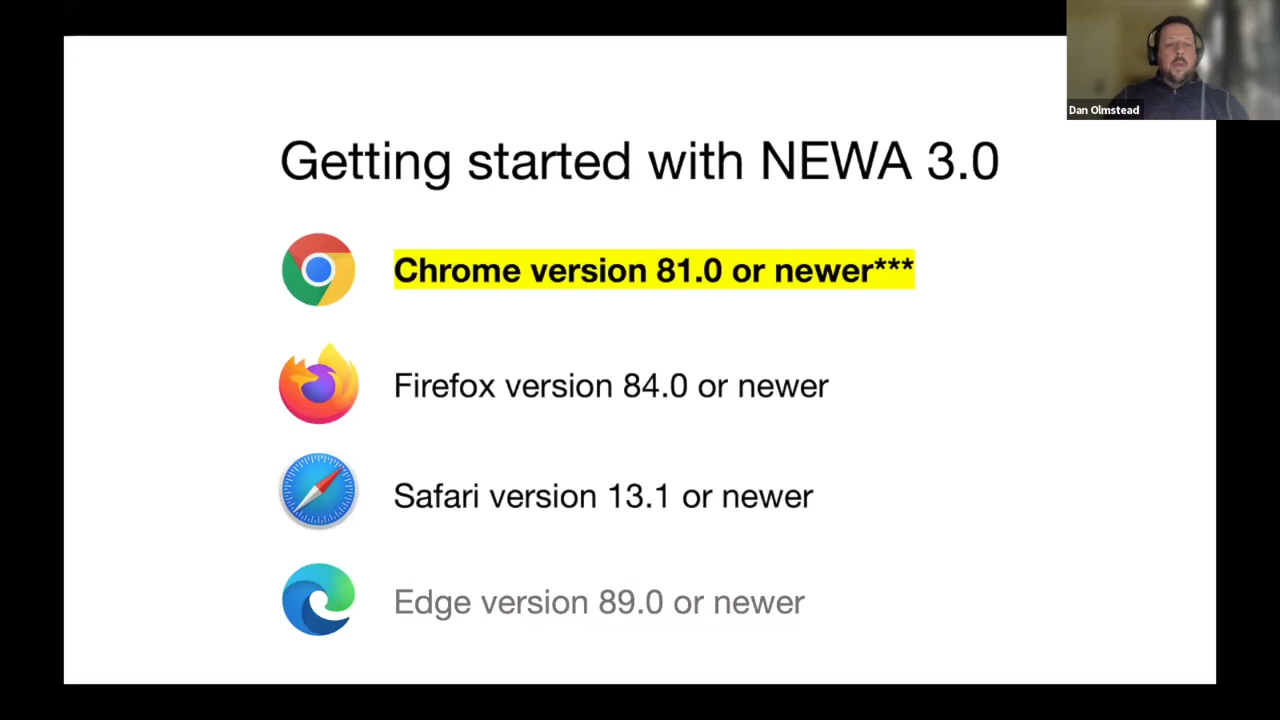 Dan Olmstead
Getting started with NEWA 3.0
Chrome version 81.0 or newer***
Firefox version 84.0 or newer
Safari version 13.1 or newer
Edge version 89.0 or newer